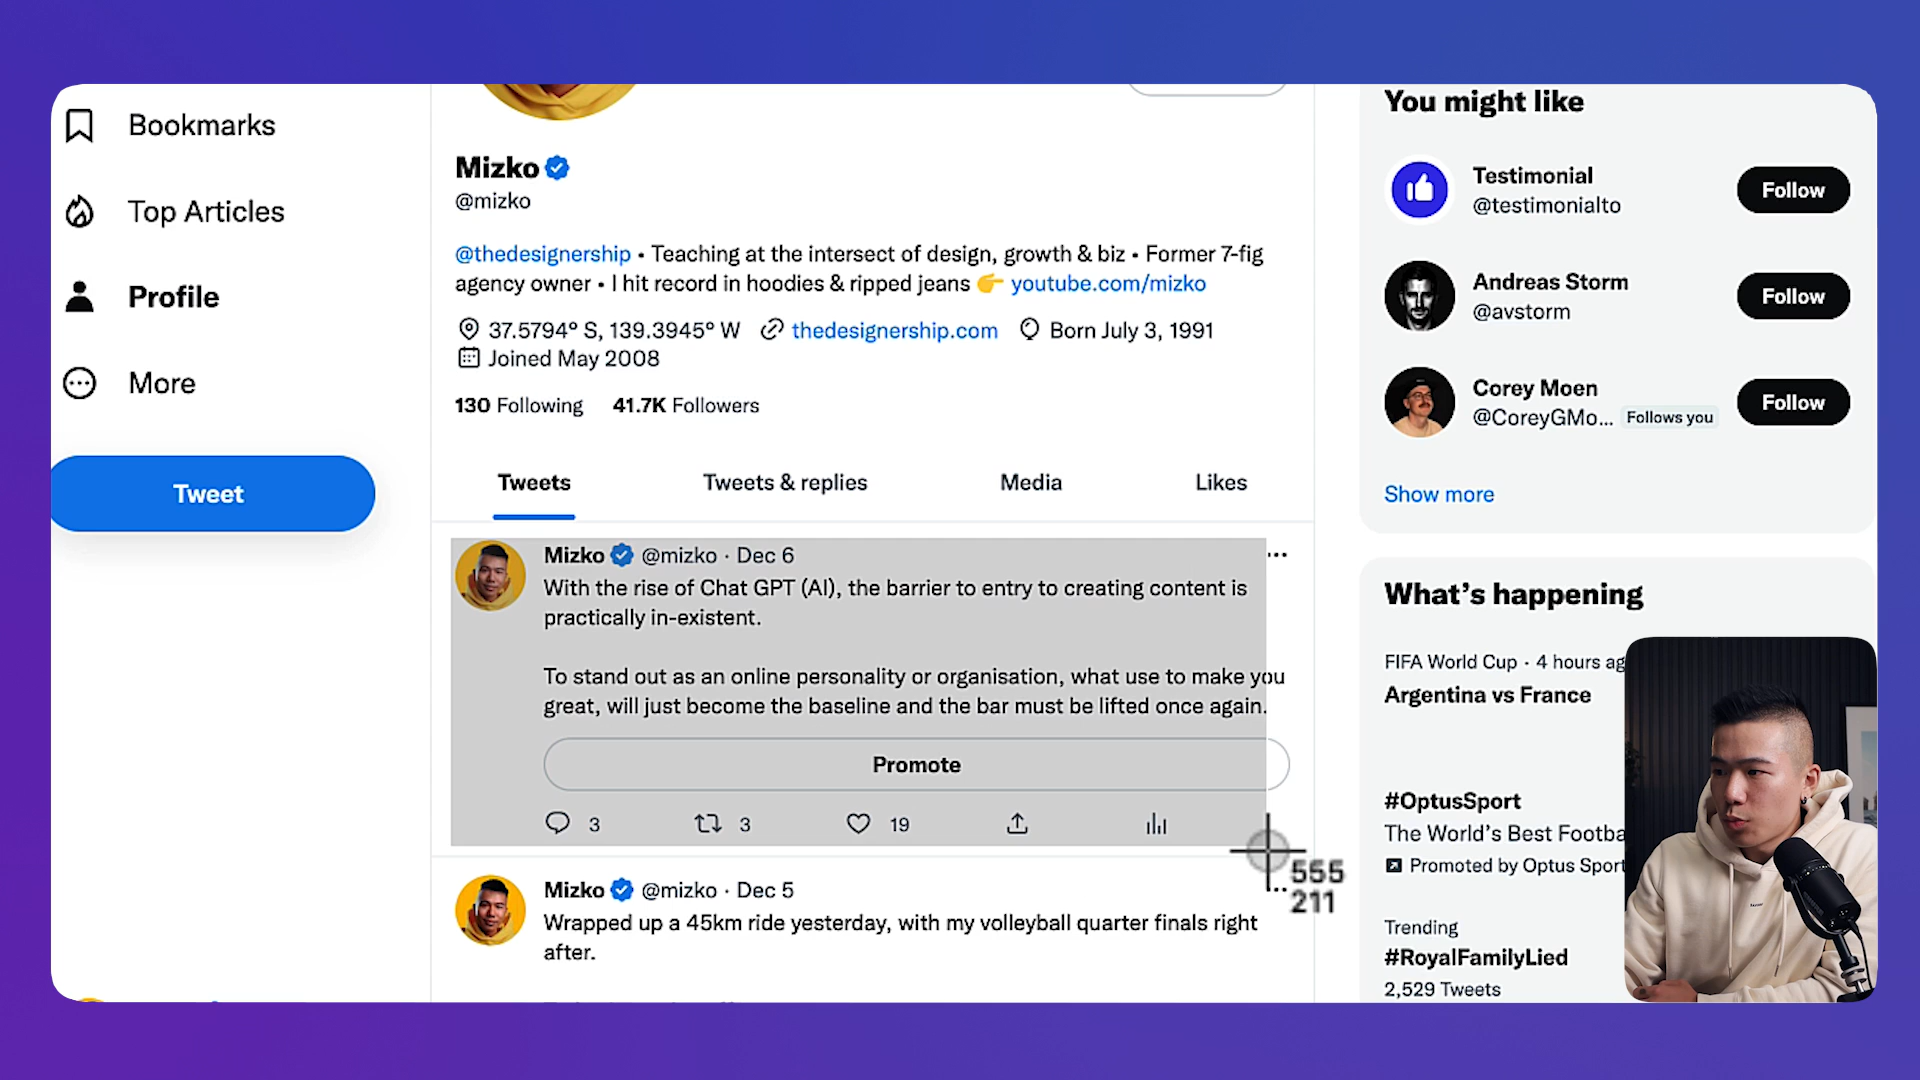 Bookmarks
Top Articles
Profile
More
Tweet
Mizko
@mizko
@thedesignership • Teaching at the intersect of design, growth & biz • Former 7-fig
agency owner • I hit record in hoodies & ripped jeans 👉 youtube.com/mizko
37.5794° S, 139.3945° W thedesignership.com Born July 3, 1991
Joined May 2008
130 Following 41.7K Followers
Tweets Tweets & replies Media Likes
Mizko @mizko · Dec 6
With the rise of Chat GPT (AI), the barrier to entry to creating content is
practically in-existent.
To stand out as an online personality or organisation, what use to make you
great, will just become the baseline and the bar must be lifted once again.
Promote
3 3 19
555
211
Mizko @mizko · Dec 5
Wrapped up a 45km ride yesterday, with my volleyball quarter finals right
after.
You might like
Testimonial
@testimonialto
Follow
Andreas Storm
@avstorm
Follow
Corey Moen
@CoreyGMo... Follows you
Follow
Show more
What's happening
FIFA World Cup · 4 hours ag
Argentina vs France
#OptusSport
The World's Best Footba
Promoted by Optus Sport
Trending
#RoyalFamilyLied
2,529 Tweets